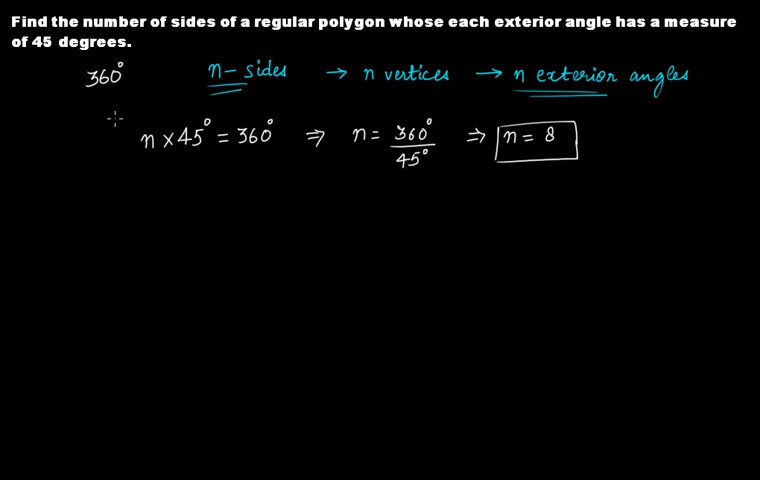 Find the number of sides of a regular polygon whose each exterior angle has a measure
of 45 degrees.
360° n- sides → n vertices → n exterior angles
n × 45° = 360° ⇒ n = 360°/45° ⇒ n = 8